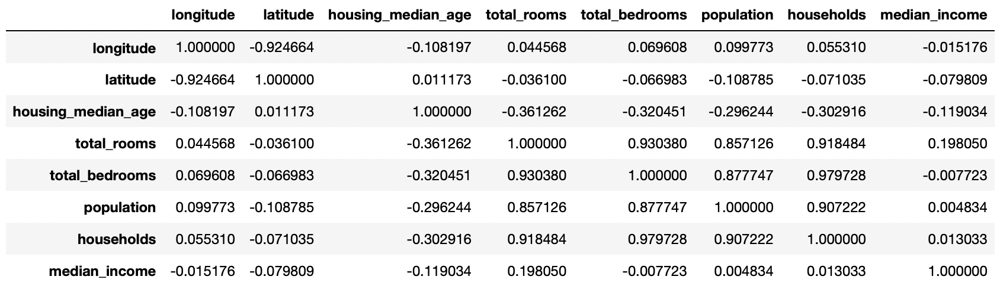 longitude latitude housing_median_age total_rooms total_bedrooms population households median_income
longitude 1.000000 -0.924664 -0.108197 0.044568 0.069608 0.099773 0.055310 -0.015176
latitude -0.924664 1.000000 0.011173 -0.036100 -0.066983 -0.108785 -0.071035 -0.079809
housing_median_age -0.108197 0.011173 1.000000 -0.361262 -0.320451 -0.296244 -0.302916 -0.119034
total_rooms 0.044568 -0.036100 -0.361262 1.000000 0.930380 0.857126 0.918484 0.198050
total_bedrooms 0.069608 -0.066983 -0.320451 0.930380 1.000000 0.877747 0.979728 -0.007723
population 0.099773 -0.108785 -0.296244 0.857126 0.877747 1.000000 0.907222 0.004834
households 0.055310 -0.071035 -0.302916 0.918484 0.979728 0.907222 1.000000 0.013033
median_income -0.015176 -0.079809 -0.119034 0.198050 -0.007723 0.004834 0.013033 1.000000